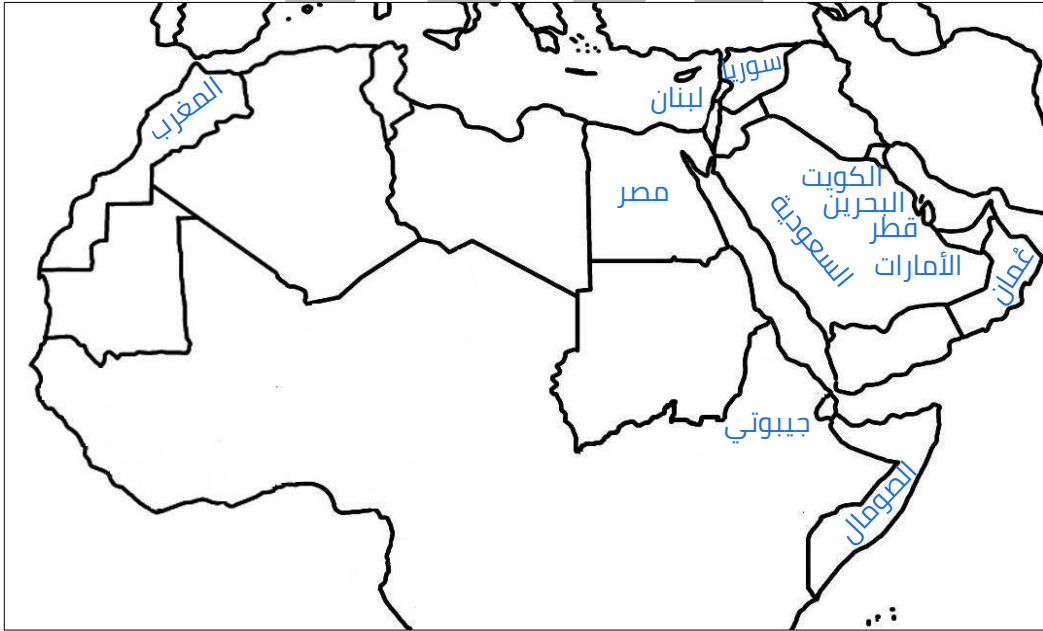 سوريا
المغرب
لبنان
الكويت
مصر
البحرين
قطر
السعودية
الأمارات
عُمان
جيبوتي
الصومال